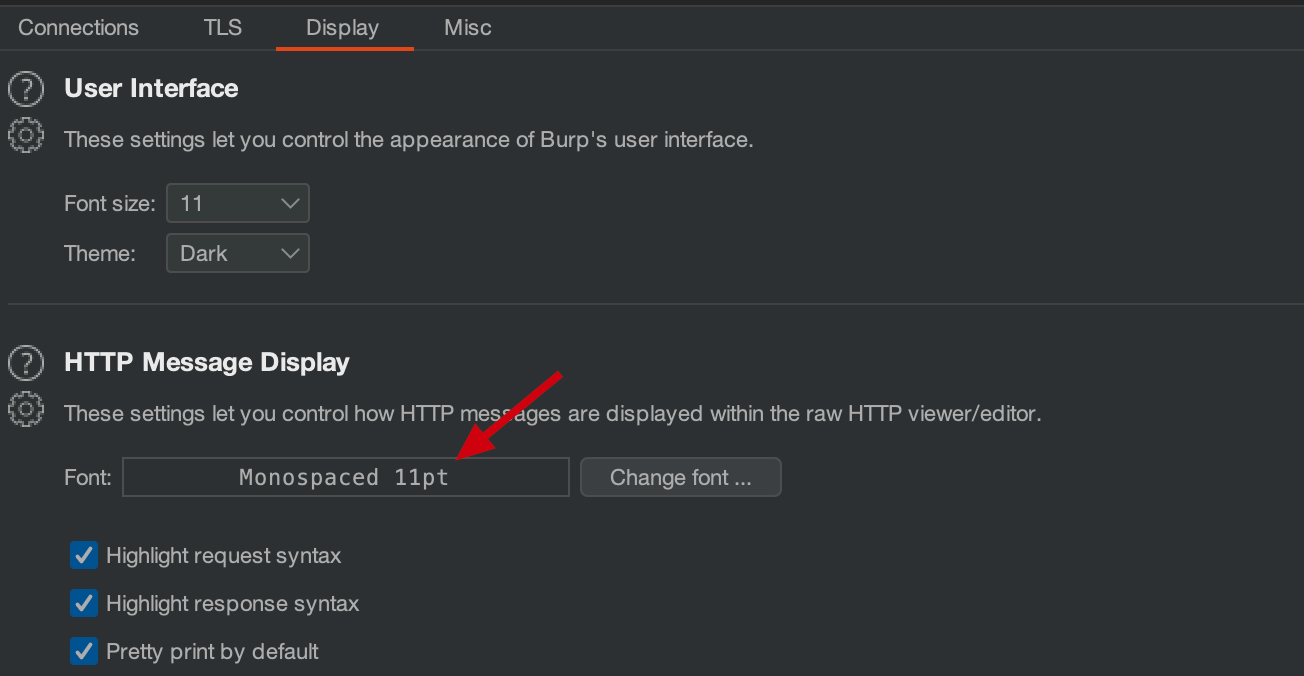 Connections TLS Display Misc
User Interface
These settings let you control the appearance of Burp's user interface.
Font size: 11
Theme: Dark
HTTP Message Display
These settings let you control how HTTP messages are displayed within the raw HTTP viewer/editor.
Font: Monospaced 11pt Change font ...
Highlight request syntax
Highlight response syntax
Pretty print by default